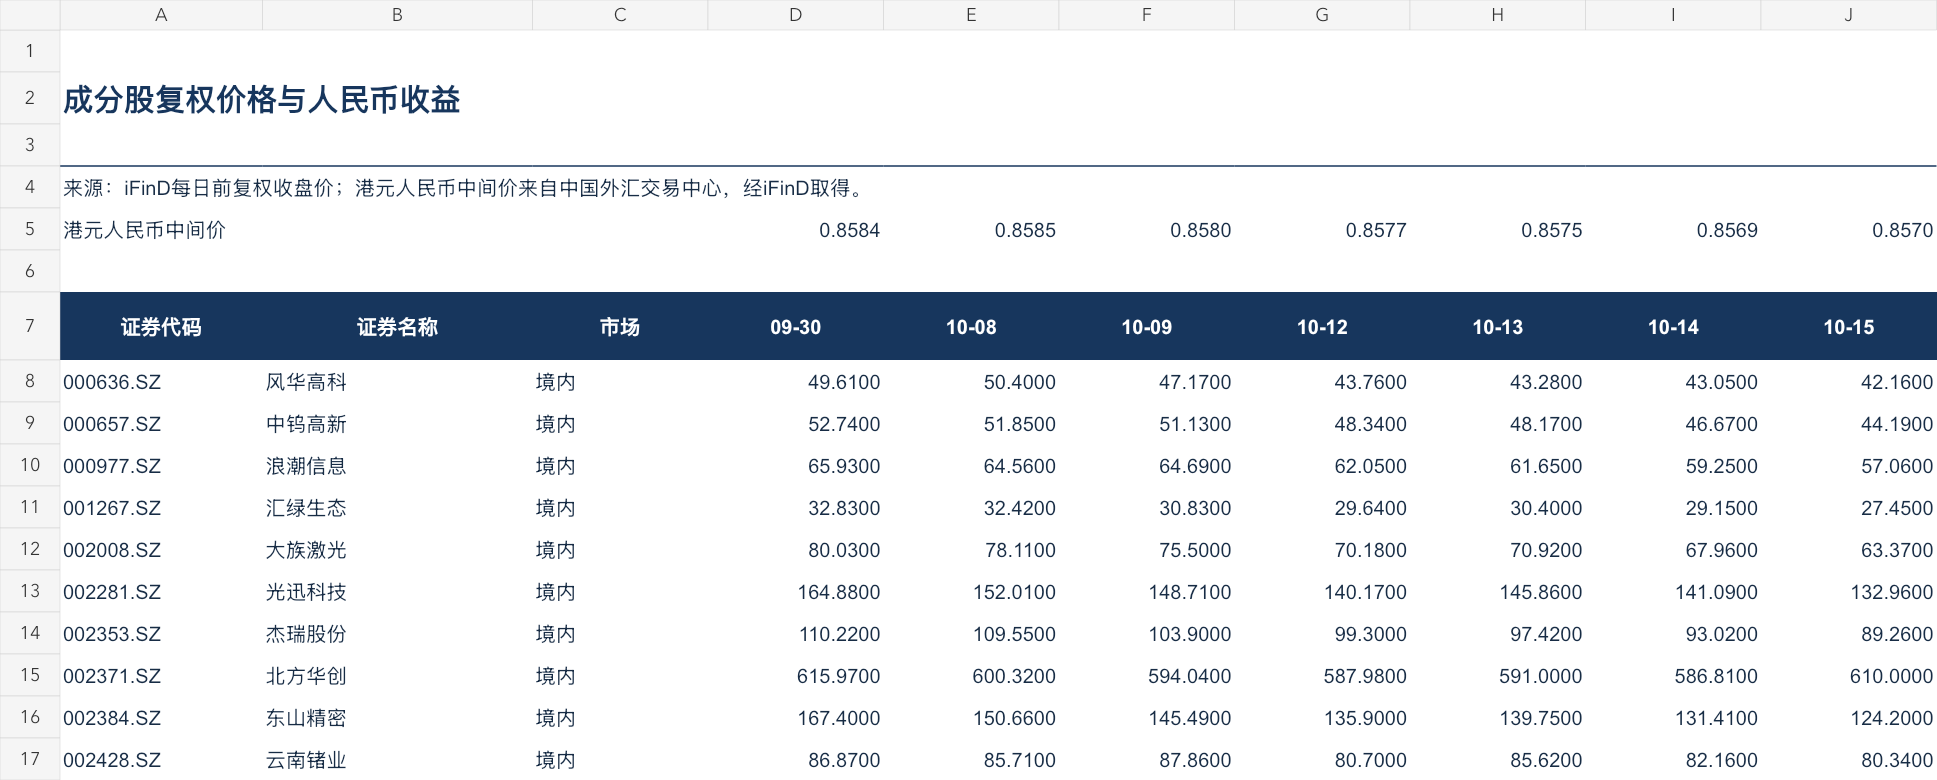 A B C D E F G H I J
1
2 成分股复权价格与人民币收益
3
4 来源：iFinD每日前复权收盘价；港元人民币中间价来自中国外汇交易中心，经iFinD取得。
5 港元人民币中间价 0.8584 0.8585 0.8580 0.8577 0.8575 0.8569 0.8570
6
7 证券代码 证券名称 市场 09-30 10-08 10-09 10-12 10-13 10-14 10-15
8 000636.SZ 风华高科 境内 49.6100 50.4000 47.1700 43.7600 43.2800 43.0500 42.1600
9 000657.SZ 中钨高新 境内 52.7400 51.8500 51.1300 48.3400 48.1700 46.6700 44.1900
10 000977.SZ 浪潮信息 境内 65.9300 64.5600 64.6900 62.0500 61.6500 59.2500 57.0600
11 001267.SZ 汇绿生态 境内 32.8300 32.4200 30.8300 29.6400 30.4000 29.1500 27.4500
12 002008.SZ 大族激光 境内 80.0300 78.1100 75.5000 70.1800 70.9200 67.9600 63.3700
13 002281.SZ 光迅科技 境内 164.8800 152.0100 148.7100 140.1700 145.8600 141.0900 132.9600
14 002353.SZ 杰瑞股份 境内 110.2200 109.5500 103.9000 99.3000 97.4200 93.0200 89.2600
15 002371.SZ 北方华创 境内 615.9700 600.3200 594.0400 587.9800 591.0000 586.8100 610.0000
16 002384.SZ 东山精密 境内 167.4000 150.6600 145.4900 135.9000 139.7500 131.4100 124.2000
17 002428.SZ 云南锗业 境内 86.8700 85.7100 87.8600 80.7000 85.6200 82.1600 80.3400